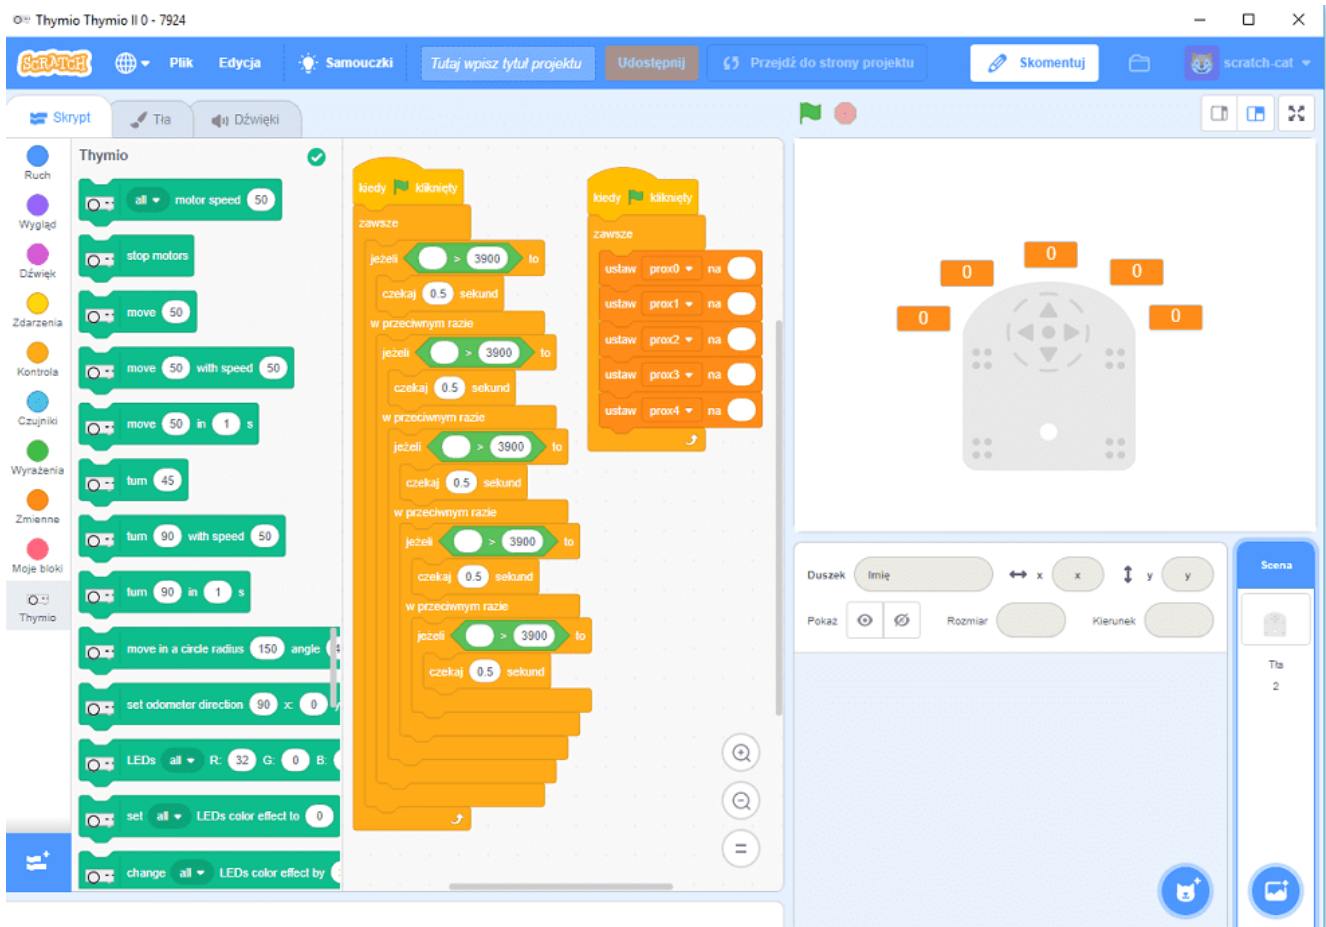 Thymio Thymio II 0 - 7924
SCRATCH
Plik
Edycja
Samouczki
Tutaj wpisz tytuł projektu
Udostępnij
Przejdź do strony projektu
Skomentuj
scratch-cat
Skrypt
Tła
Dźwięki
Ruch
Wygląd
Dźwięk
Zdarzenia
Kontrola
Czujniki
Wyrażenia
Zmienne
Moje bloki
Thymio
Thymio
all motor speed 50
stop motors
move 50
move 50 with speed 50
move 50 in 1 s
turn 45
turn 90 with speed 50
turn 90 in 1 s
move in a circle radius 150 angle
set odometer direction 90 x: 0
LEDs all R: 32 G: 0 B:
set all LEDs color effect to 0
change all LEDs color effect by
kiedy kliknięty
zawsze
jeżeli > 3900 to
czekaj 0.5 sekund
w przeciwnym razie
jeżeli > 3900 to
czekaj 0.5 sekund
w przeciwnym razie
jeżeli > 3900 to
czekaj 0.5 sekund
w przeciwnym razie
jeżeli > 3900 to
czekaj 0.5 sekund
w przeciwnym razie
jeżeli > 3900 to
czekaj 0.5 sekund
kiedy kliknięty
zawsze
ustaw prox0 na
ustaw prox1 na
ustaw prox2 na
ustaw prox3 na
ustaw prox4 na
0
0
0
0
0
Duszek Imię x x y y
Pokaż Rozmiar Kierunek
Scena
Tła
2